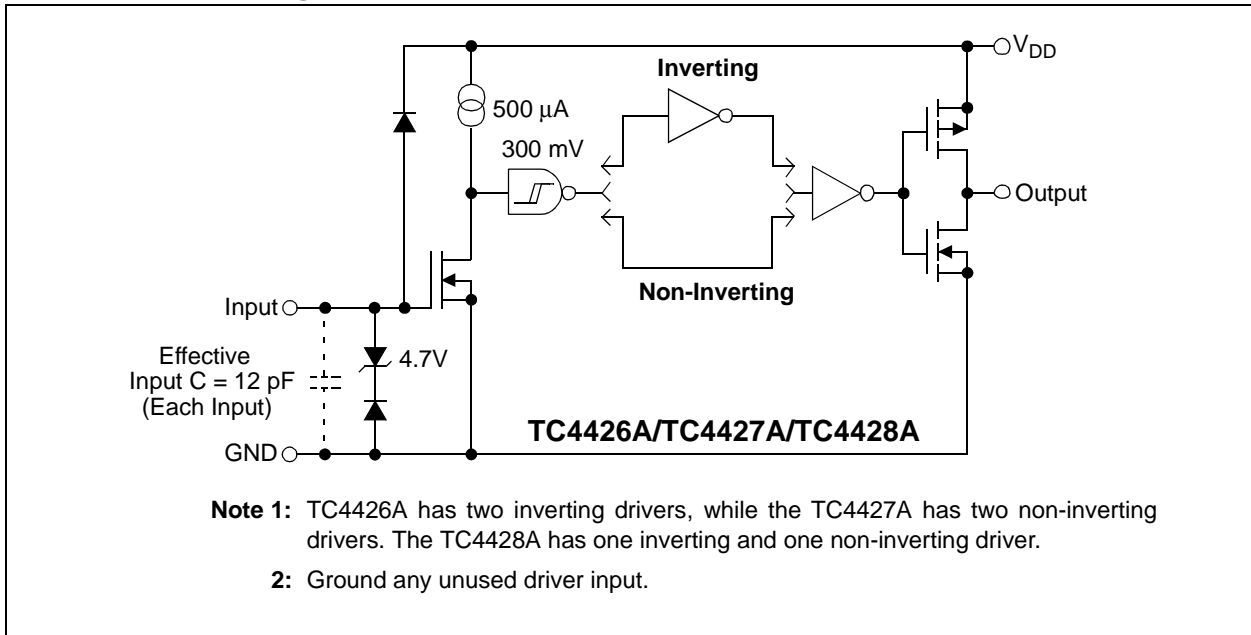 V_DD
Inverting
500 μA
300 mV
Output
Non-Inverting
Input
4.7V
Effective
Input C = 12 pF
(Each Input)
TC4426A/TC4427A/TC4428A
GND
Note 1: TC4426A has two inverting drivers, while the TC4427A has two non-inverting
drivers. The TC4428A has one inverting and one non-inverting driver.
2: Ground any unused driver input.